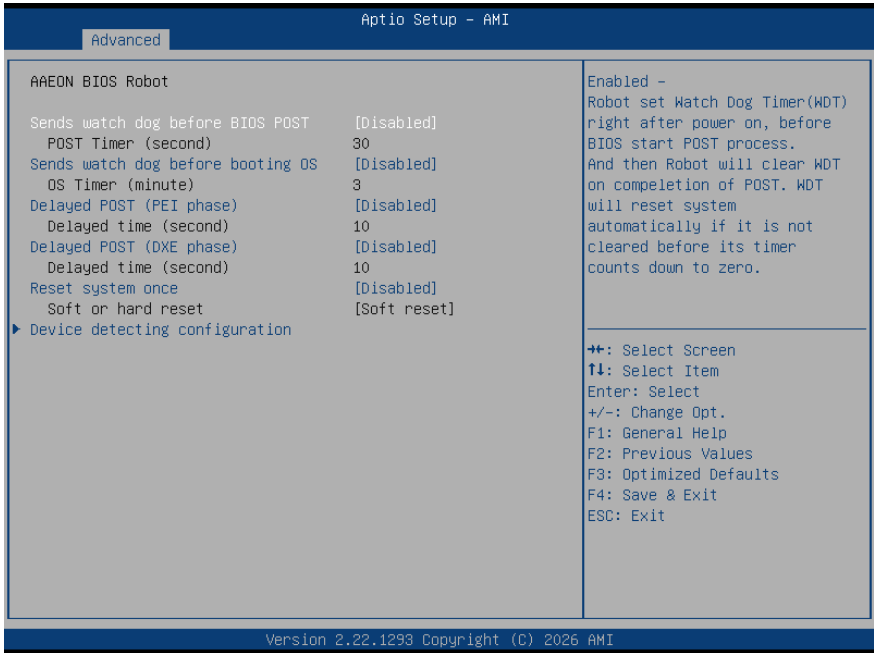 Aptio Setup - AMI
Advanced
AAEON BIOS Robot
Sends watch dog before BIOS POST [Disabled]
POST Timer (second) 30
Sends watch dog before booting OS [Disabled]
OS Timer (minute) 3
Delayed POST (PEI phase) [Disabled]
Delayed time (second) 10
Delayed POST (DXE phase) [Disabled]
Delayed time (second) 10
Reset system once [Disabled]
Soft or hard reset [Soft reset]
Device detecting configuration
Enabled -
Robot set Watch Dog Timer(WDT)
right after power on, before
BIOS start POST process.
And then Robot will clear WDT
on compeletion of POST. WDT
will reset system
automatically if it is not
cleared before its timer
counts down to zero.
→←: Select Screen
↑↓: Select Item
Enter: Select
+/-: Change Opt.
F1: General Help
F2: Previous Values
F3: Optimized Defaults
F4: Save & Exit
ESC: Exit
Version 2.22.1293 Copyright (C) 2026 AMI